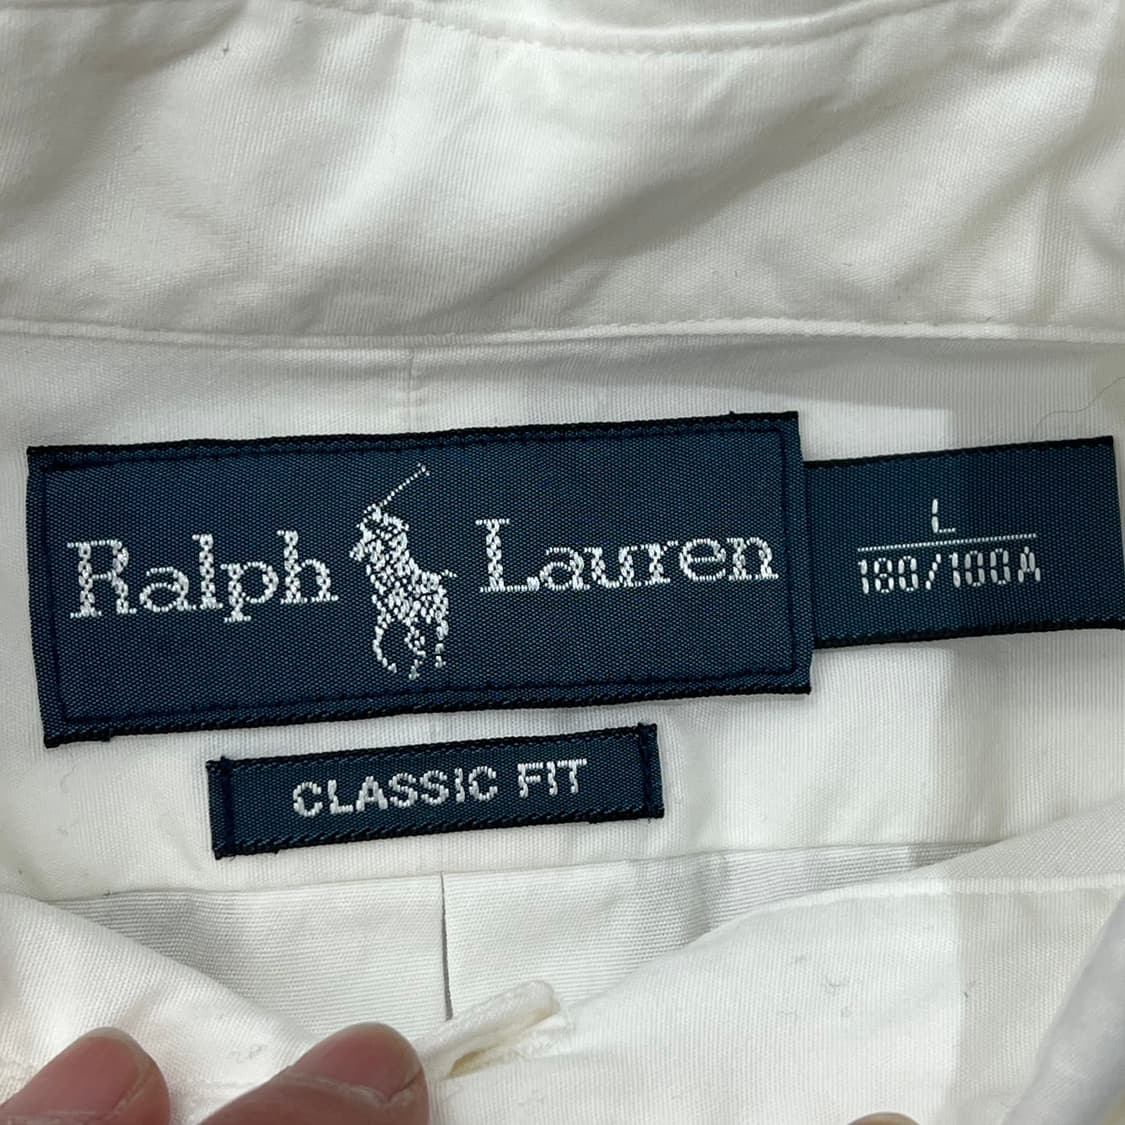 Ralph Lauren
L
180/100A
CLASSIC FIT